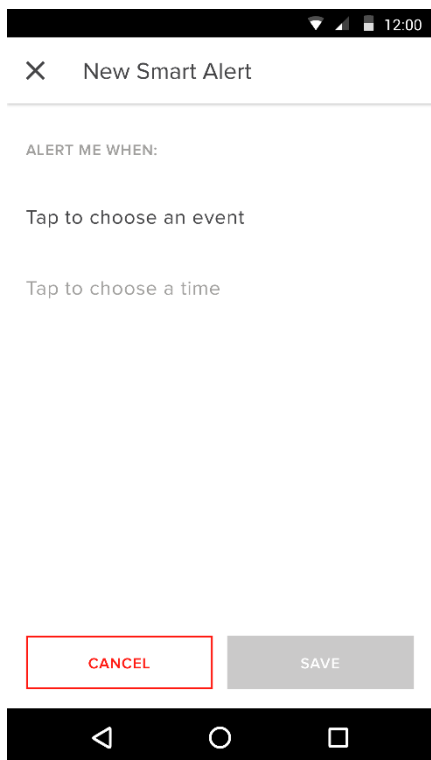 12:00
New Smart Alert
ALERT ME WHEN:
Tap to choose an event
Tap to choose a time
CANCEL
SAVE